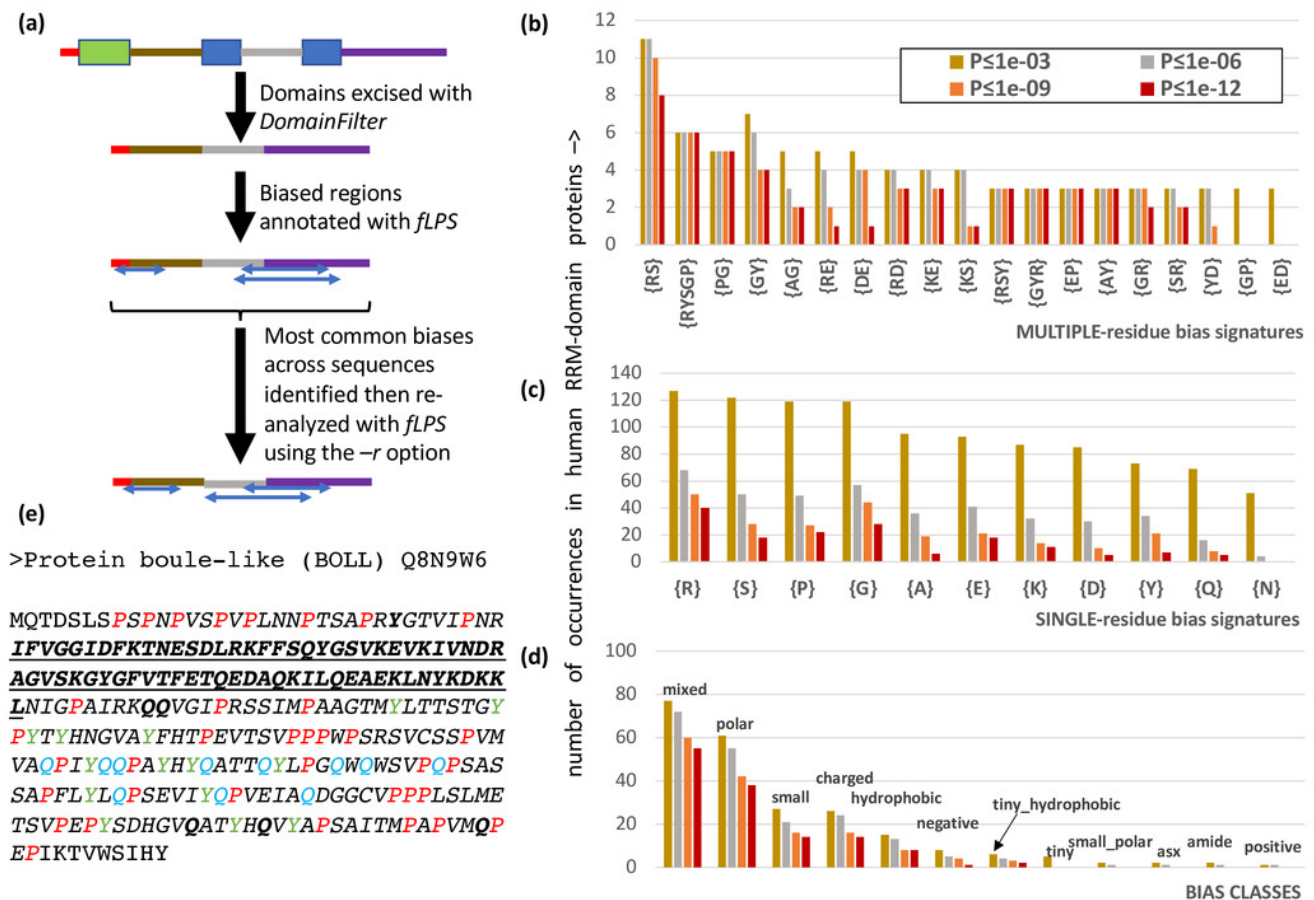 (a)
Domains excised with
DomainFilter
Biased regions
annotated with fLPS
Most common biases
across sequences
identified then re-
analyzed with fLPS
using the –r option
(e)
>Protein boule-like (BOLL) Q8N9W6
MQTDSLSPSPNPVSPVPLNNPTSAPRYGTVIPNR
IFVGGIDFKTNESDLRKFFSQYGSVKEVKIVNDR
AGVSKGYGFVTFETQEDAQKILQEAEKLNYKDKK
LNIGPAIRKQQVGIPRSSIMPAAGTMYLTTSTGY
PYTYHNGVAYFHTPEVTSVPPPWPSRSVCSSPVM
VAQPIYQQPAYHYQATTQYLPGQWQWSVPQPSAS
SAPFLYLQPSEVIYQPVEIAQDGGCVPPPLSLME
TSVPEPYSDHGVQATYHQVYAPSAITMPAPVMQP
EPIKTVWSIHY
number of occurrences in human RRM-domain proteins -->
(b)
12
10
8
6
4
2
0
P≤1e-03
P≤1e-06
P≤1e-09
P≤1e-12
{RS}
{RYSGP}
{PG}
{GY}
{AG}
{RE}
{DE}
{RD}
{KE}
{KS}
{RSY}
{GYR}
{EP}
{AY}
{GR}
{SR}
{YD}
{GP}
{ED}
MULTIPLE-residue bias signatures
(c)
140
120
100
80
60
40
20
0
{R} {S} {P} {G} {A} {E} {K} {D} {Y} {Q} {N}
SINGLE-residue bias signatures
(d)
100
80
60
40
20
0
mixed
polar
small
charged
hydrophobic
negative
tiny_hydrophobic
tiny
small_polar
asx
amide
positive
BIAS CLASSES